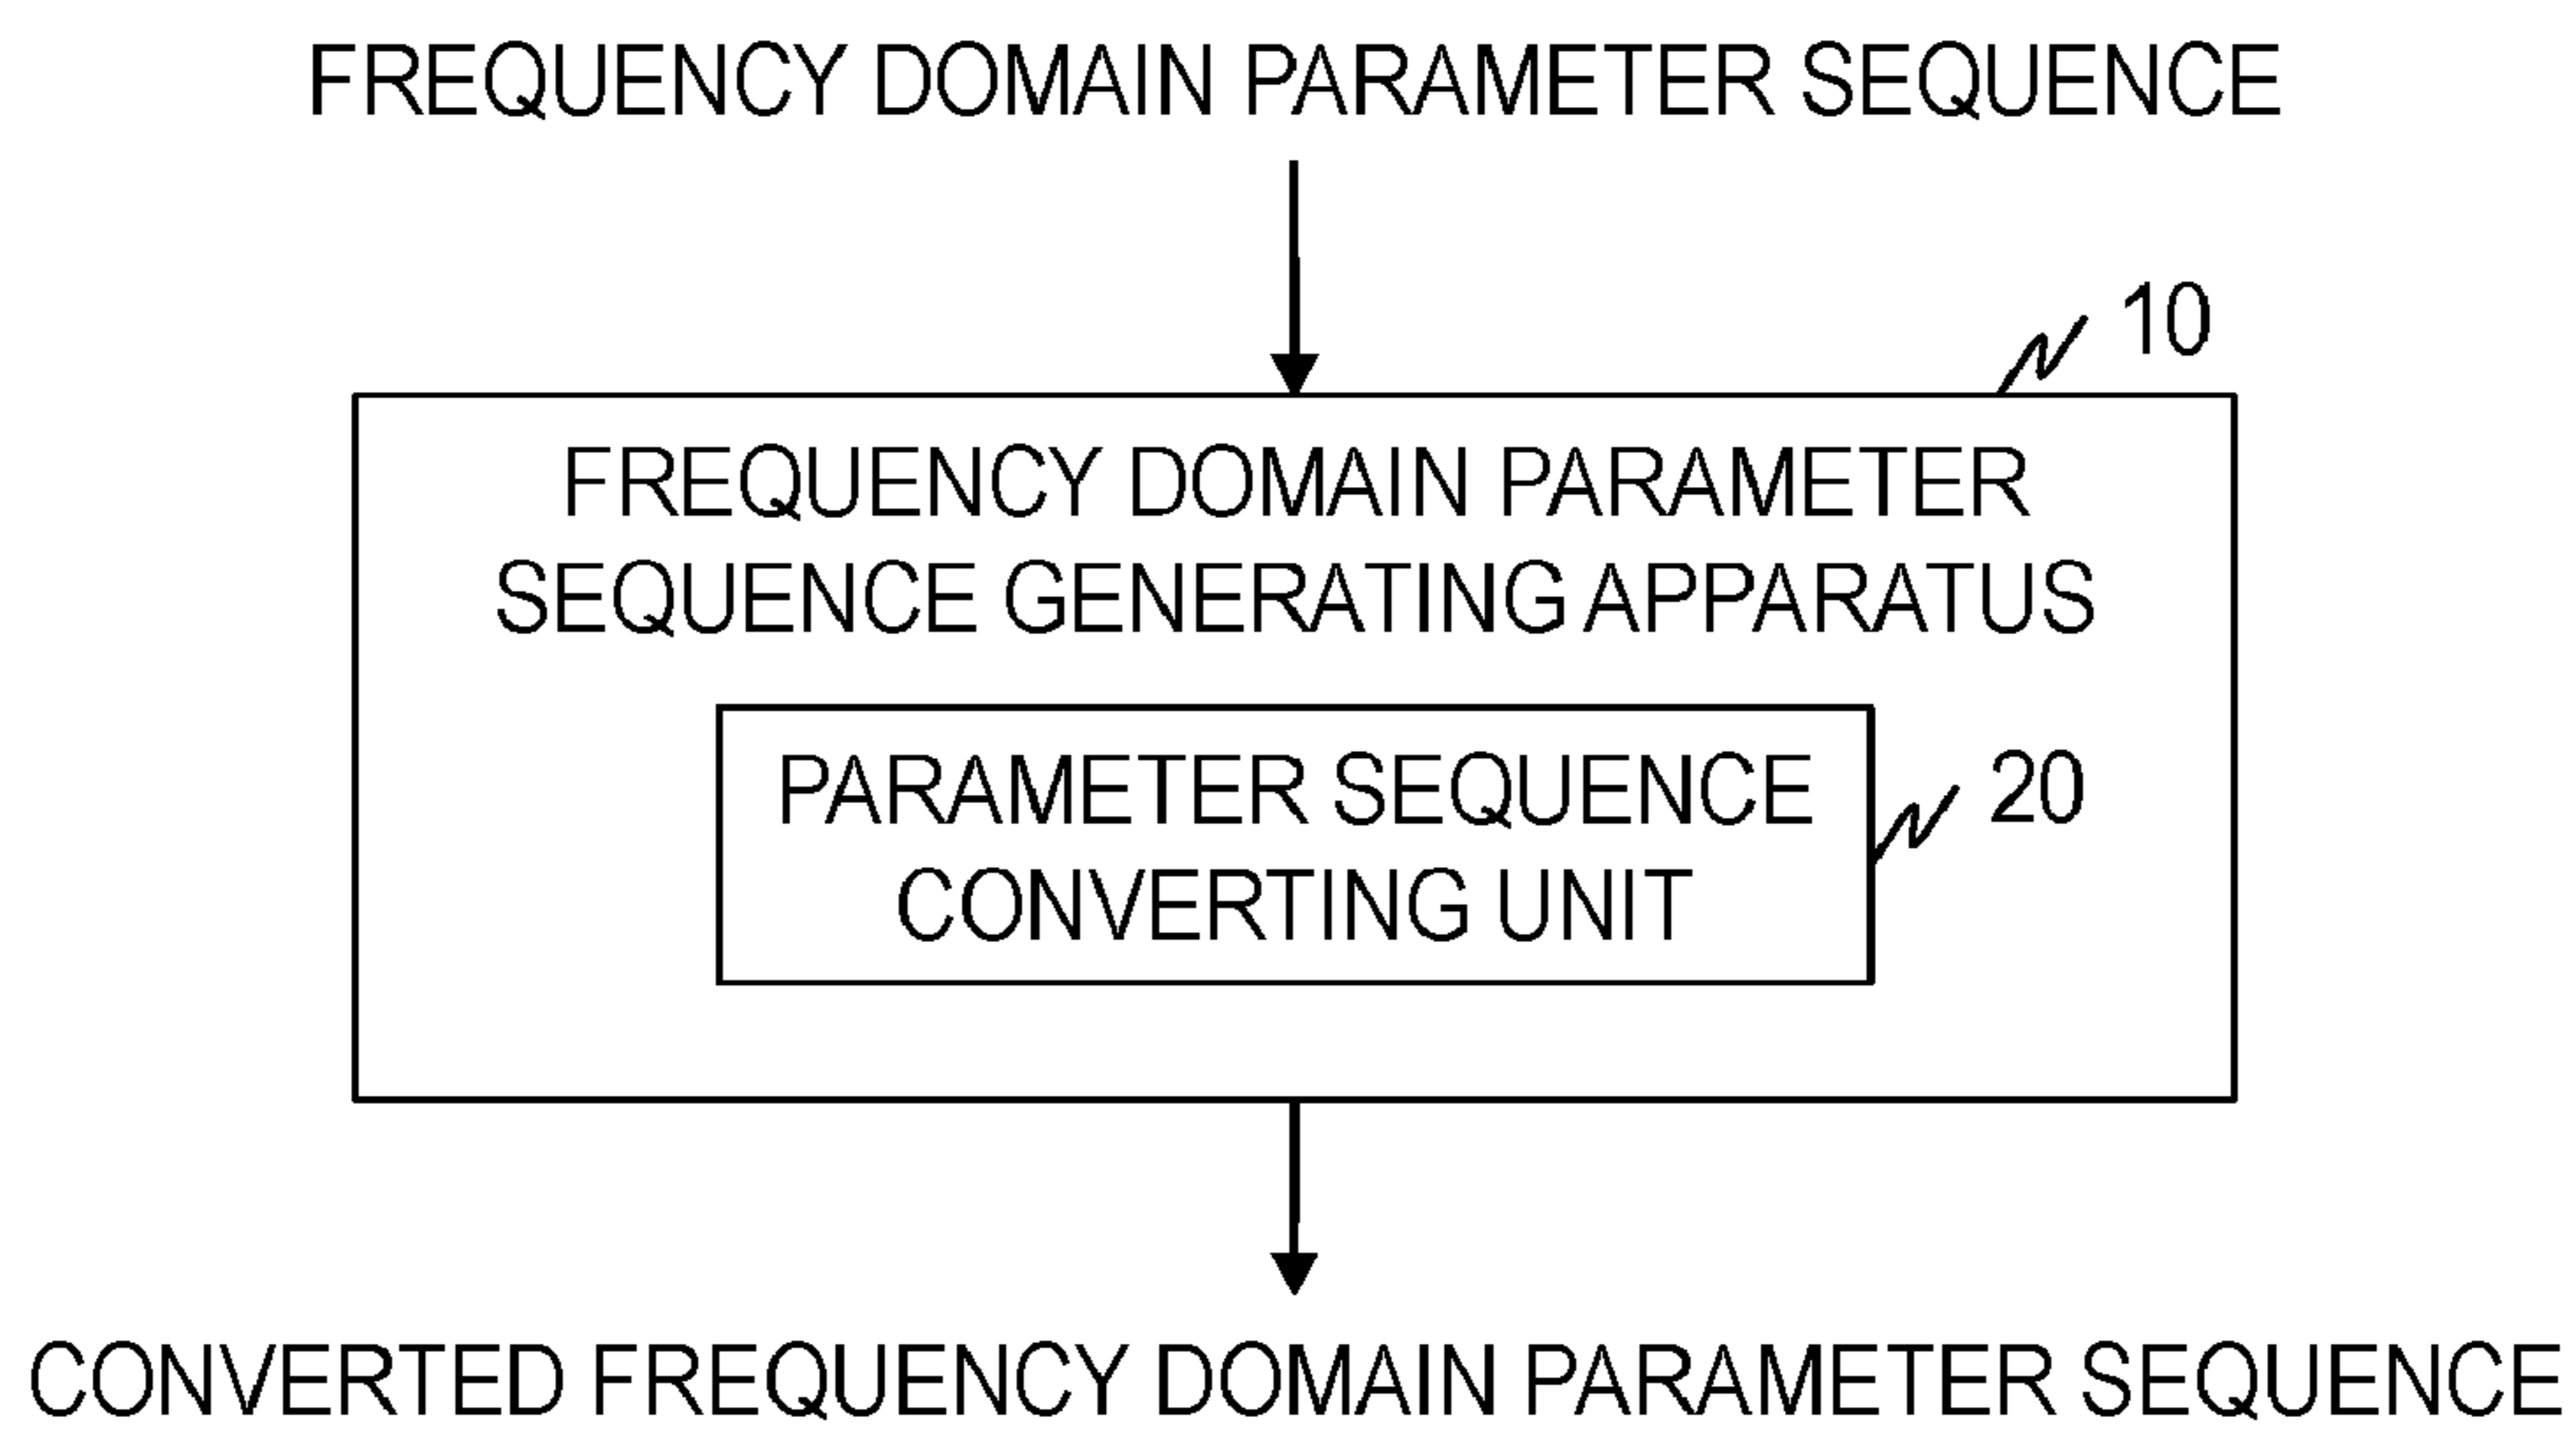 FREQUENCY DOMAIN PARAMETER SEQUENCE
10
FREQUENCY DOMAIN PARAMETER
SEQUENCE GENERATING APPARATUS
PARAMETER SEQUENCE
CONVERTING UNIT
20
CONVERTED FREQUENCY DOMAIN PARAMETER SEQUENCE